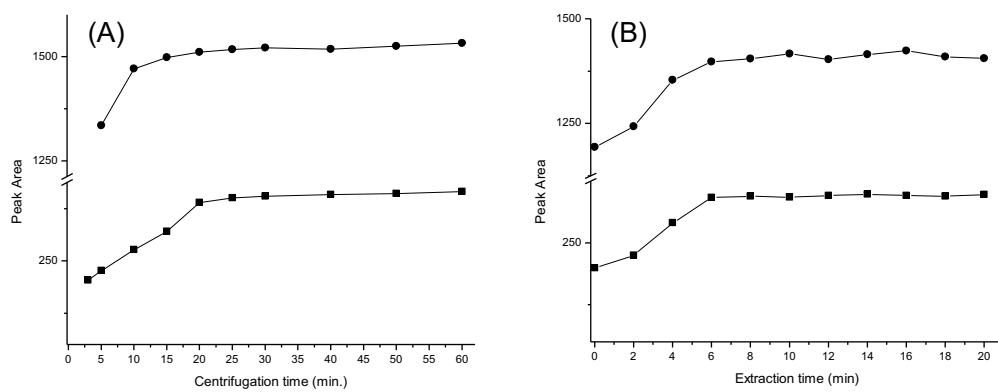 (A)
Peak Area
1500
1250
250
0 5 10 15 20 25 30 35 40 45 50 55 60
Centrifugation time (min.)
(B)
Peak Area
1500
1250
250
0 2 4 6 8 10 12 14 16 18 20
Extraction time (min)